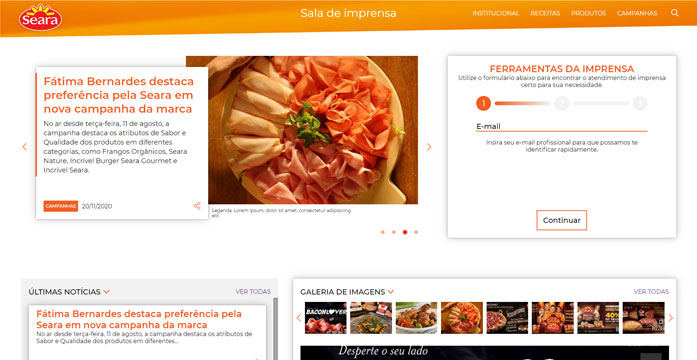 Seara
Sala de imprensa
INSTITUCIONAL RECEITAS PRODUTOS CAMPANHAS
Fátima Bernardes destaca
preferência pela Seara em
nova campanha da marca
No ar desde terça-feira, 11 de agosto, a
campanha destaca os atributos de Sabor e
Qualidade dos produtos em diferentes
categorias, como Frangos Orgânicos, Seara
Nature, Incrível Burger Seara Gourmet e
Incrível Seara.
CAMPANHAS 20/11/2020
Legenda: Lorem ipsum, dolor sit amet, consectetur adipisicing
elit.
FERRAMENTAS DA IMPRENSA
Utilize o formulário abaixo para encontrar o atendimento de imprensa
certo para sua necessidade.
1 2 3
E-mail
Insira seu e-mail profissional para que possamos te
identificar rapidamente.
Continuar
ÚLTIMAS NOTÍCIAS VER TODAS
Fátima Bernardes destaca preferência pela
Seara em nova campanha da marca
No ar desde terça-feira, 11 de agosto, a campanha destaca os atributos de
Sabor e Qualidade dos produtos em diferentes...
GALERIA DE IMAGENS VER TODAS
BACONLOVER
40%
Desperte o seu lado